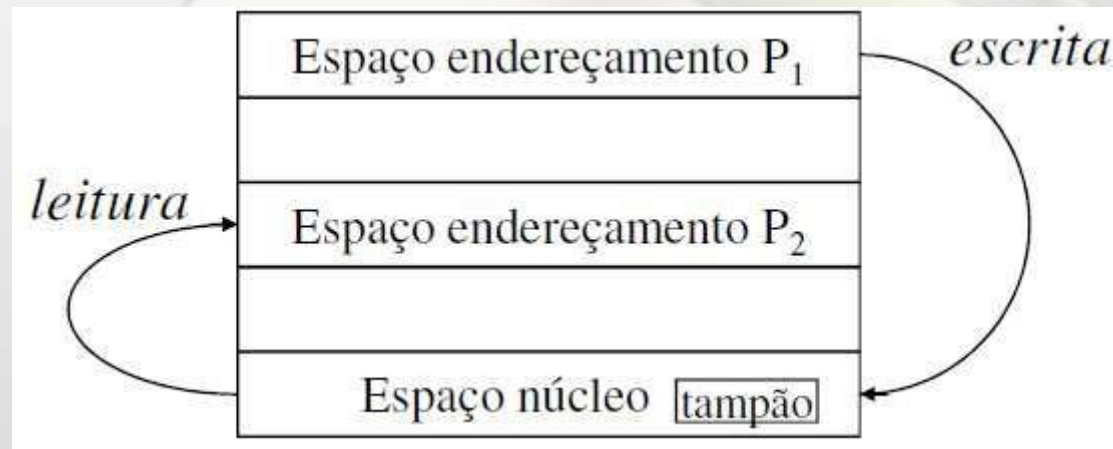 Espaço endereçamento P₁
escrita
leitura
Espaço endereçamento P₂
Espaço núcleo tampão